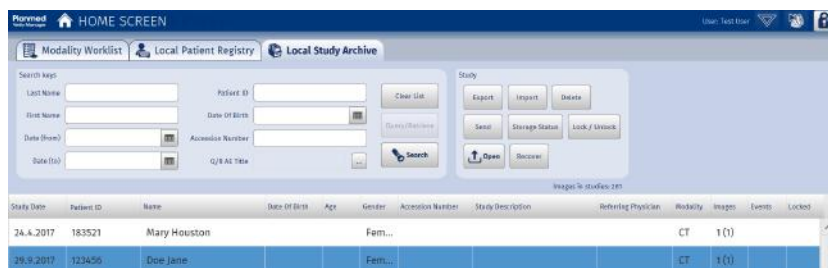 Planmed HOME SCREEN User: Test User
Modality Worklist Local Patient Registry Local Study Archive
Search keys Study
Last Name Patient ID Clear List Export Import Delete
First Name Date Of Birth Query/Retrieve Send Storage Status Lock / Unlock
Date (from) Accession Number
Date (to) Q/R AE Title ... Search Open Recover
Images in studies: 281
Study Date Patient ID Name Date Of Birth Age Gender Accession Number Study Description Referring Physician Modality Images Events Locked
24.4.2017 183521 Mary Houston Fem... CT 1 (1)
29.9.2017 123456 Doe Jane Fem... CT 1 (1)